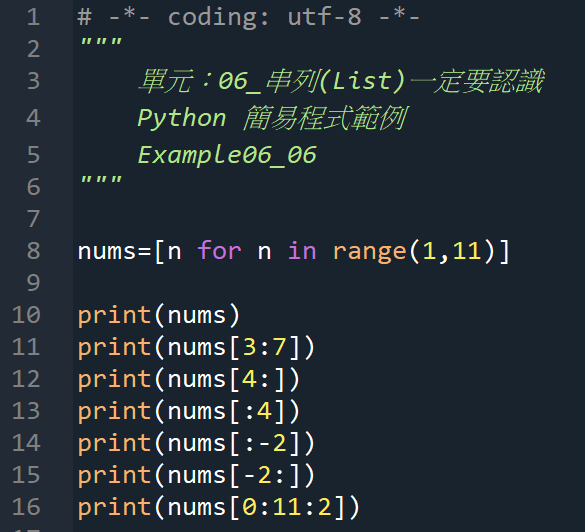 1 # -*- coding: utf-8 -*-
2 """
3     單元：06_串列(List)一定要認識
4     Python 簡易程式範例
5     Example06_06
6 """
7
8 nums=[n for n in range(1,11)]
9
10 print(nums)
11 print(nums[3:7])
12 print(nums[4:])
13 print(nums[:4])
14 print(nums[:-2])
15 print(nums[-2:])
16 print(nums[0:11:2])